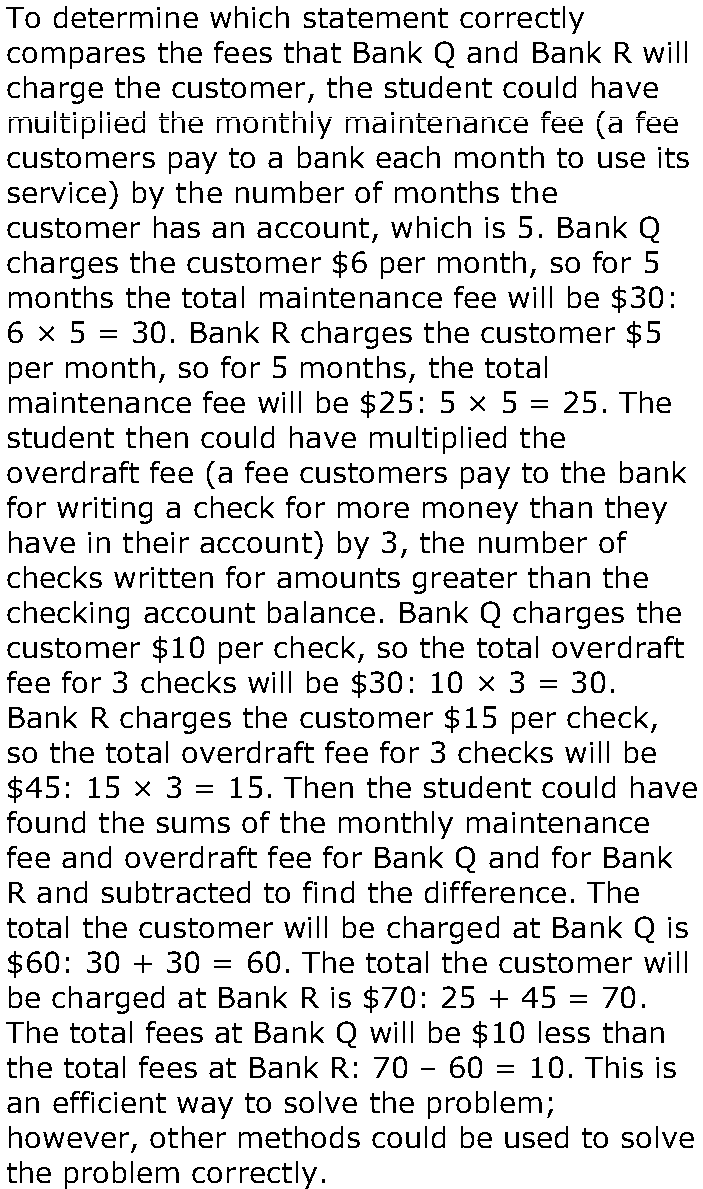 To determine which statement correctly
compares the fees that Bank Q and Bank R will
charge the customer, the student could have
multiplied the monthly maintenance fee (a fee
customers pay to a bank each month to use its
service) by the number of months the
customer has an account, which is 5. Bank Q
charges the customer $6 per month, so for 5
months the total maintenance fee will be $30:
6 × 5 = 30. Bank R charges the customer $5
per month, so for 5 months, the total
maintenance fee will be $25: 5 × 5 = 25. The
student then could have multiplied the
overdraft fee (a fee customers pay to the bank
for writing a check for more money than they
have in their account) by 3, the number of
checks written for amounts greater than the
checking account balance. Bank Q charges the
customer $10 per check, so the total overdraft
fee for 3 checks will be $30: 10 × 3 = 30.
Bank R charges the customer $15 per check,
so the total overdraft fee for 3 checks will be
$45: 15 × 3 = 15. Then the student could have
found the sums of the monthly maintenance
fee and overdraft fee for Bank Q and for Bank
R and subtracted to find the difference. The
total the customer will be charged at Bank Q is
$60: 30 + 30 = 60. The total the customer will
be charged at Bank R is $70: 25 + 45 = 70.
The total fees at Bank Q will be $10 less than
the total fees at Bank R: 70 – 60 = 10. This is
an efficient way to solve the problem;
however, other methods could be used to solve
the problem correctly.